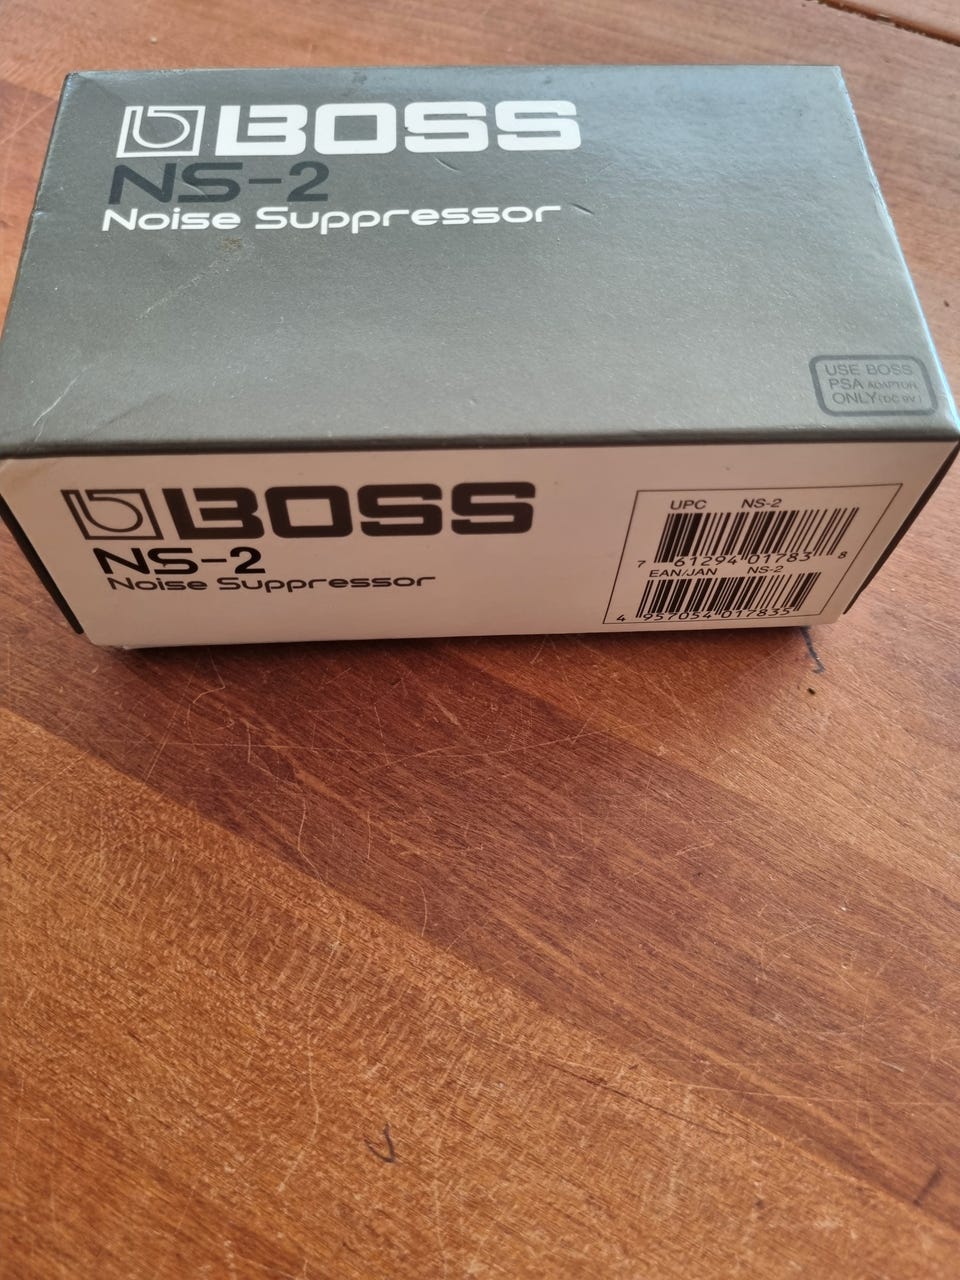 BOSS
NS-2
Noise Suppressor
USE BOSS
PSA ADAPTOR
ONLY (DC 9V)
BOSS
NS-2
Noise Suppressor
UPC NS-2
7 61294 01783 8
EAN/JAN NS-2
4 957054 017835